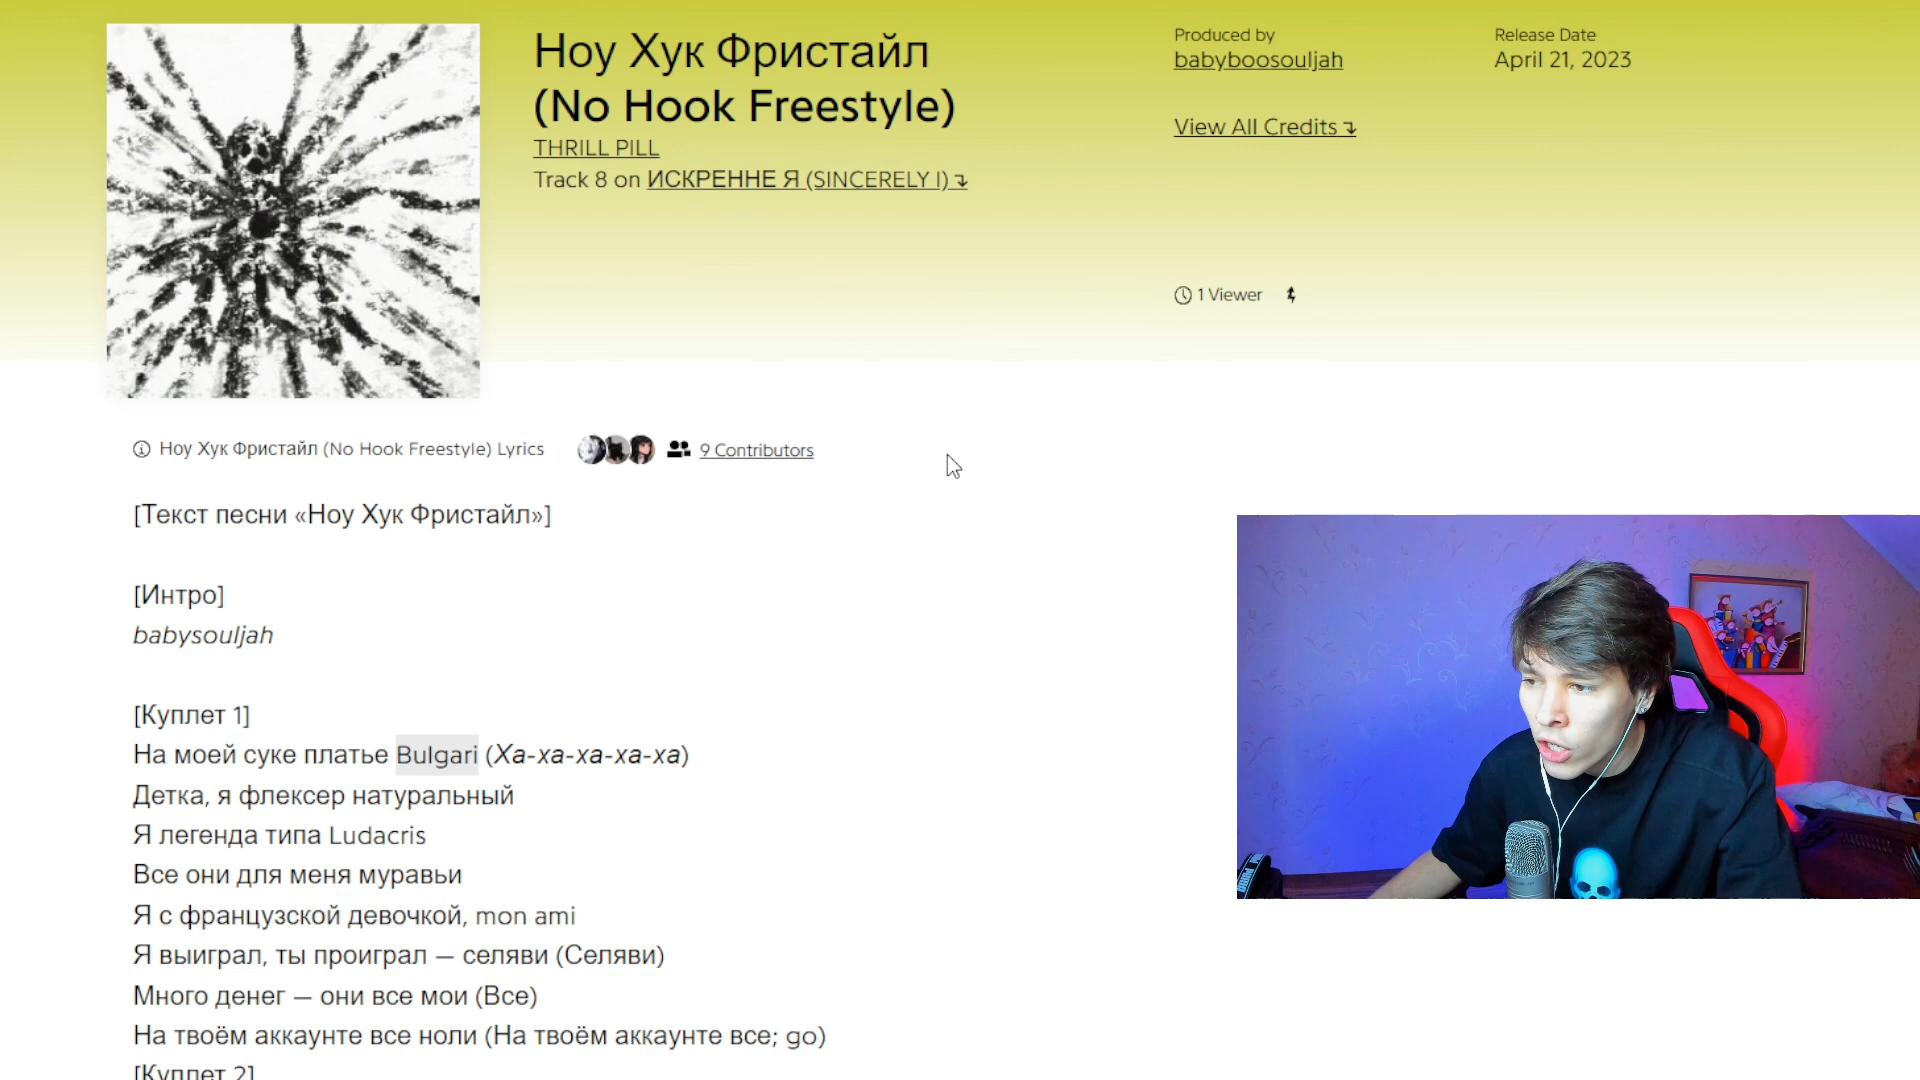 Ноу Хук Фристайл
(No Hook Freestyle)
THRILL PILL
Track 8 on ИСКРЕННЕ Я (SINCERELY I)
Produced by
babyboosouljah
View All Credits
Release Date
April 21, 2023
1 Viewer
Ноу Хук Фристайл (No Hook Freestyle) Lyrics
9 Contributors
[Текст песни «Ноу Хук Фристайл»]
[Интро]
babysouljah
[Куплет 1]
На моей суке платье Bulgari (Ха-ха-ха-ха-ха)
Детка, я флексер натуральный
Я легенда типа Ludacris
Все они для меня муравьи
Я с французской девочкой, mon ami
Я выиграл, ты проиграл — селяви (Селяви)
Много денег — они все мои (Все)
На твоём аккаунте все ноли (На твоём аккаунте все; go)
[Куплет 2]